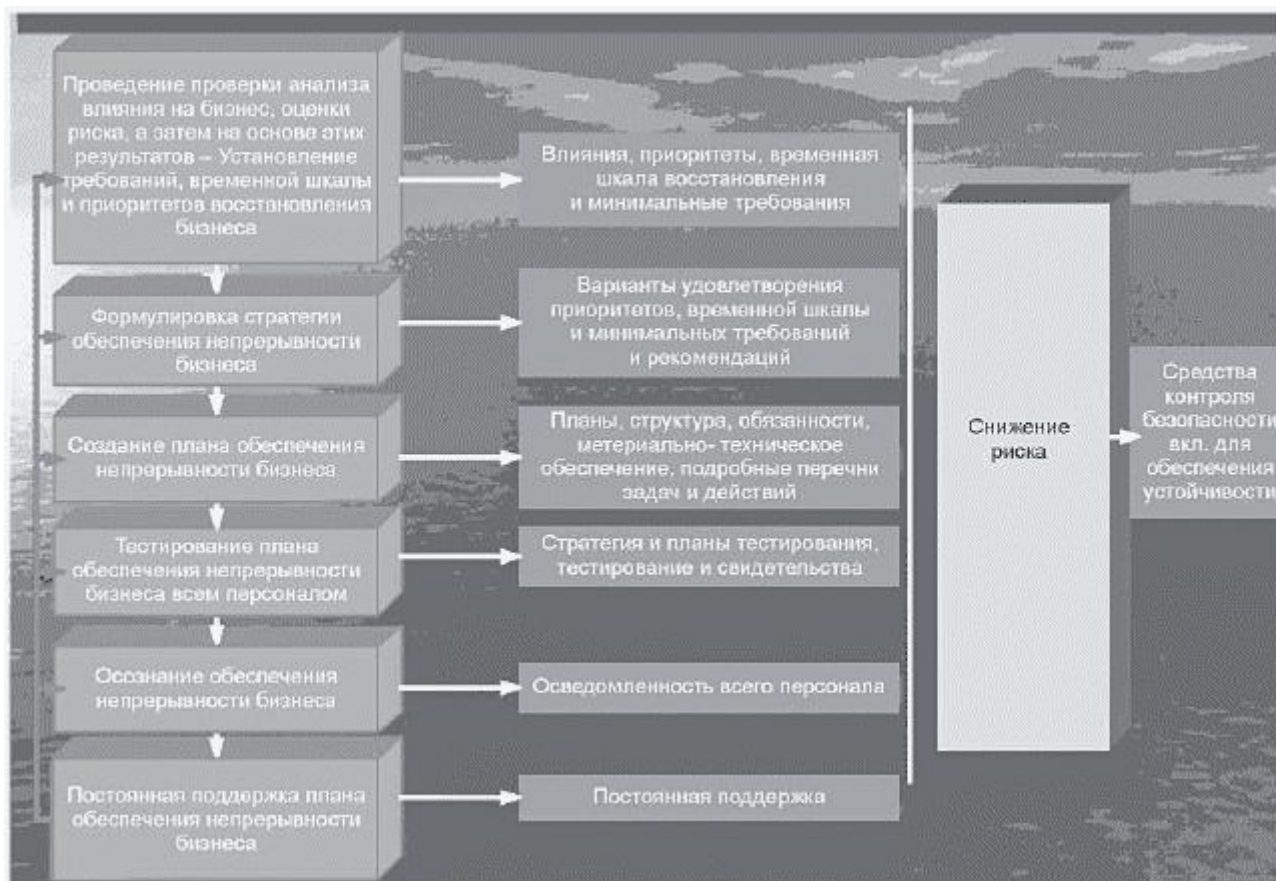 Проведение проверки анализа
влияния на бизнес, оценки
риска, а затем на основе этих
результатов – Установление
требований, временной шкалы
и приоритетов восстановления
бизнеса
Влияния, приоритеты, временная
шкала восстановления
и минимальные требования
Формулировка стратегии
обеспечения непрерывности
бизнеса
Варианты удовлетворения
приоритетов, временной шкалы
и минимальных требований
и рекомендаций
Создание плана обеспечения
непрерывности бизнеса
Планы, структура, обязанности,
метериально- техническое
обеспечение, подробные перечни
задач и действий
Тестирование плана
обеспечения непрерывности
бизнеса всем персоналом
Стратегия и планы тестирования,
тестирование и свидетельства
Осознание обеспечения
непрерывности бизнеса
Осведомленность всего персонала
Постоянная поддержка плана
обеспечения непрерывности
бизнеса
Постоянная поддержка
Снижение
риска
Средства
контроля
безопасности
вкл. для
обеспечения
устойчивости